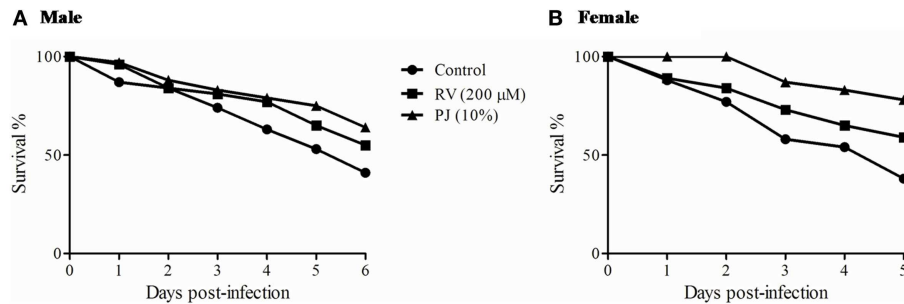 A Male
100
50
0
Survival %
0 1 2 3 4 5 6
Days post-infection
Control
RV (200 μM)
PJ (10%)
B Female
100
50
0
Survival %
0 1 2 3 4 5
Days post-infection